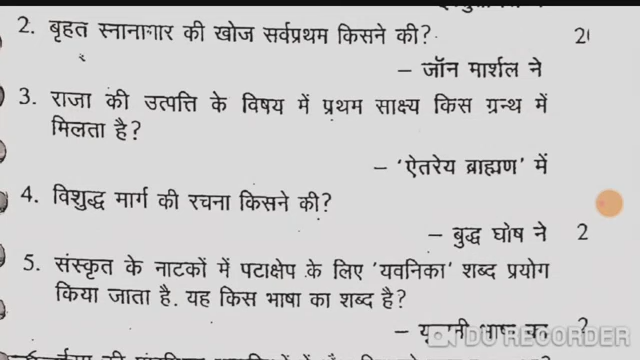 2. बृहत स्नानागार की खोज सर्वप्रथम किसने की?
– जॉन मार्शल ने
3. राजा की उत्पत्ति के विषय में प्रथम साक्ष्य किस ग्रन्थ में
मिलता है?
– ‘ऐतरेय ब्राह्मण’ में
4. विशुद्ध मार्ग की रचना किसने की?
– बुद्ध घोष ने 2
5. संस्कृत के नाटकों में पटाक्षेप के लिए ‘यवनिका’ शब्द प्रयोग
किया जाता है. यह किस भाषा का शब्द है?
– भाषा का
DU RECORDER